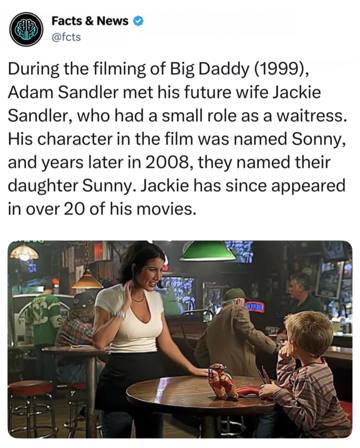 Facts & News
@fcts
During the filming of Big Daddy (1999),
Adam Sandler met his future wife Jackie
Sandler, who had a small role as a waitress.
His character in the film was named Sonny,
and years later in 2008, they named their
daughter Sunny. Jackie has since appeared
in over 20 of his movies.